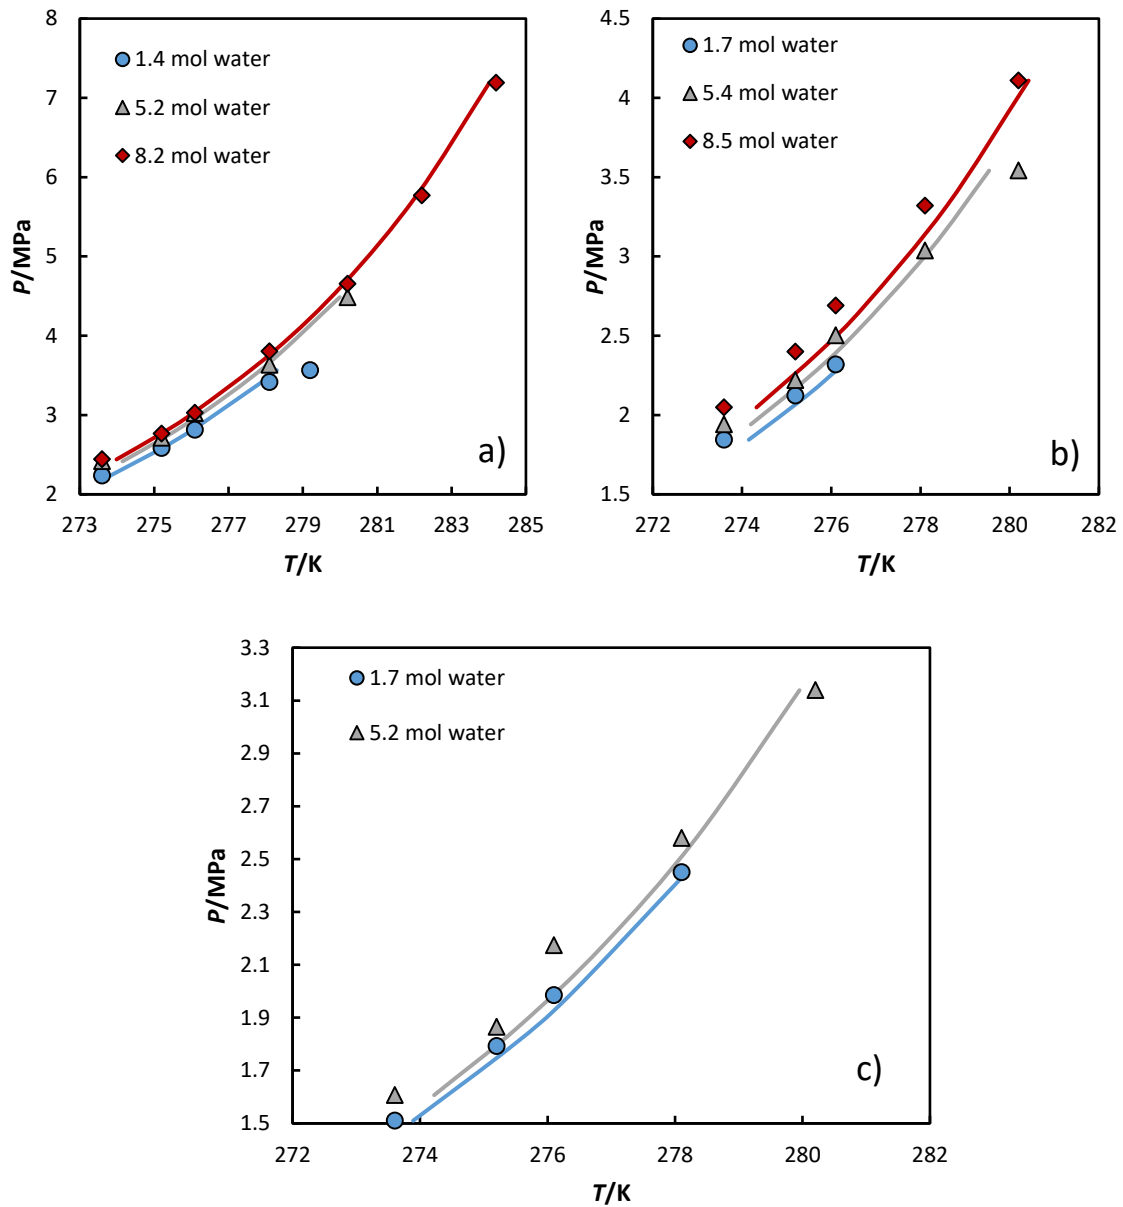 8
7
6
5
4
3
2
P/MPa
1.4 mol water
5.2 mol water
8.2 mol water
a)
273 275 277 279 281 283 285
T/K
4.5
4
3.5
3
2.5
2
1.5
P/MPa
1.7 mol water
5.4 mol water
8.5 mol water
b)
272 274 276 278 280 282
T/K
3.3
3.1
2.9
2.7
2.5
2.3
2.1
1.9
1.7
1.5
P/MPa
1.7 mol water
5.2 mol water
c)
272 274 276 278 280 282
T/K